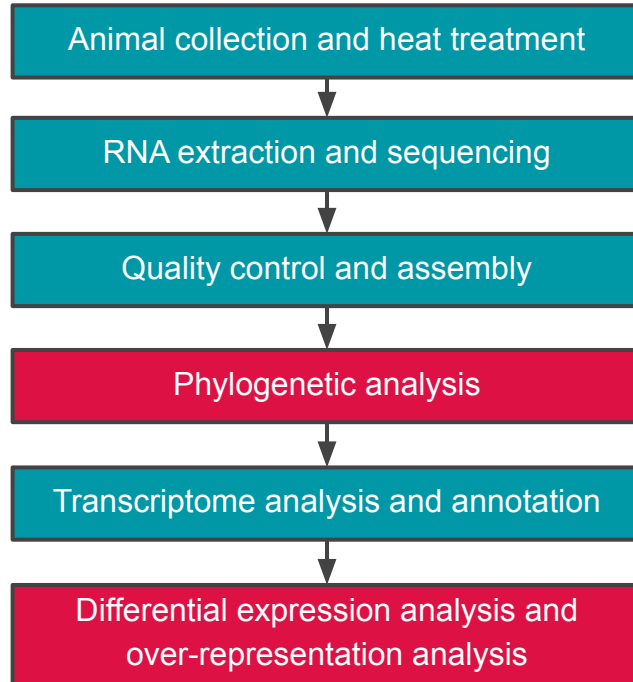 Animal collection and heat treatment
RNA extraction and sequencing
Quality control and assembly
Phylogenetic analysis
Transcriptome analysis and annotation
Differential expression analysis and
over-representation analysis